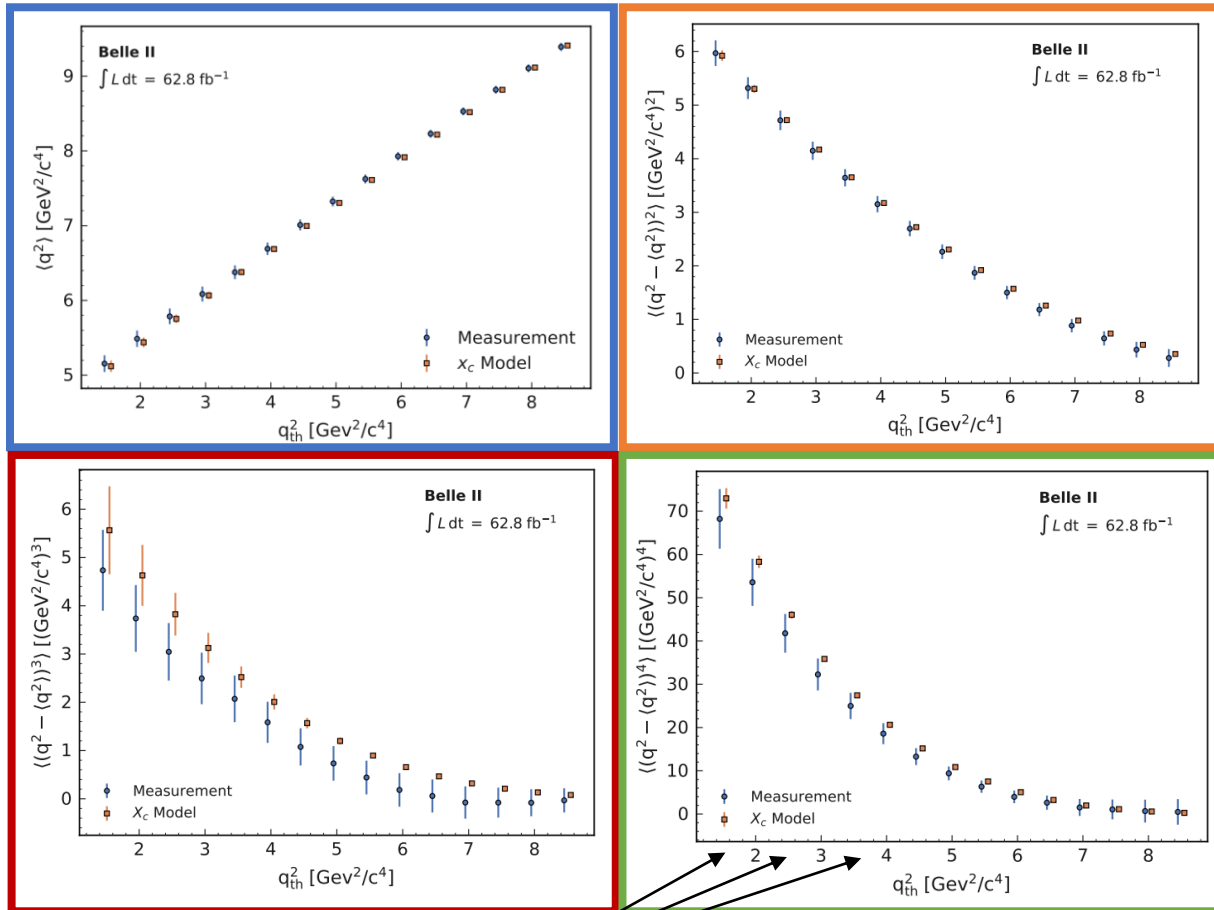 Belle II
∫ L dt = 62.8 fb⁻¹
⟨q²⟩ [GeV²/c⁴]
9
8
7
6
5
Measurement
x_c Model
2 3 4 5 6 7 8
q²_th [Gev²/c⁴]
Belle II
∫ L dt = 62.8 fb⁻¹
⟨(q² − ⟨q²⟩)²⟩ [(GeV²/c⁴)²]
6
5
4
3
2
1
0
Measurement
X_c Model
2 3 4 5 6 7 8
q²_th [Gev²/c⁴]
Belle II
∫ L dt = 62.8 fb⁻¹
⟨(q² − ⟨q²⟩)³⟩ [(GeV²/c⁴)³]
6
5
4
3
2
1
0
Measurement
X_c Model
2 3 4 5 6 7 8
q²_th [Gev²/c⁴]
Belle II
∫ L dt = 62.8 fb⁻¹
⟨(q² − ⟨q²⟩)⁴⟩ [(GeV²/c⁴)⁴]
70
60
50
40
30
20
10
0
Measurement
X_c Model
2 3 4 5 6 7 8
q²_th [Gev²/c⁴]